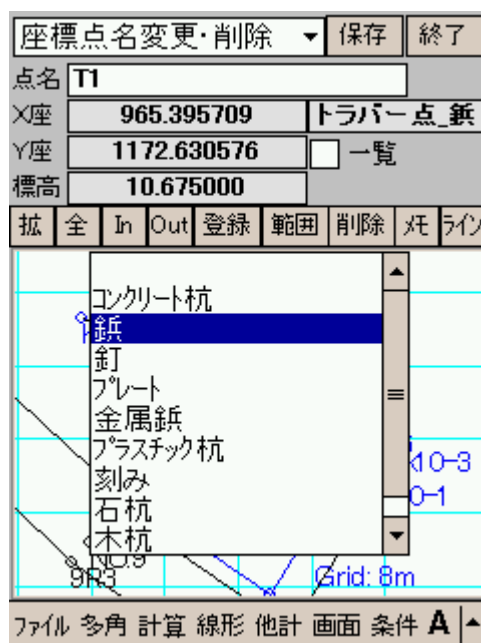 座標点名変更・削除 保存 終了
点名 T1
X座 965.395709 トラバー点_鋲
Y座 1172.630576 一覧
標高 10.675000
拡 全 In Out 登録 範囲 削除 メモ ライン
コンクリート杭
鋲
釘
プレート
金属鋲
プラスチック杭
刻み
石杭
木杭
10-3
0-1
NO.9
9R3
Grid: 8m
ファイル 多角 計算 線形 他計 画面 条件 A